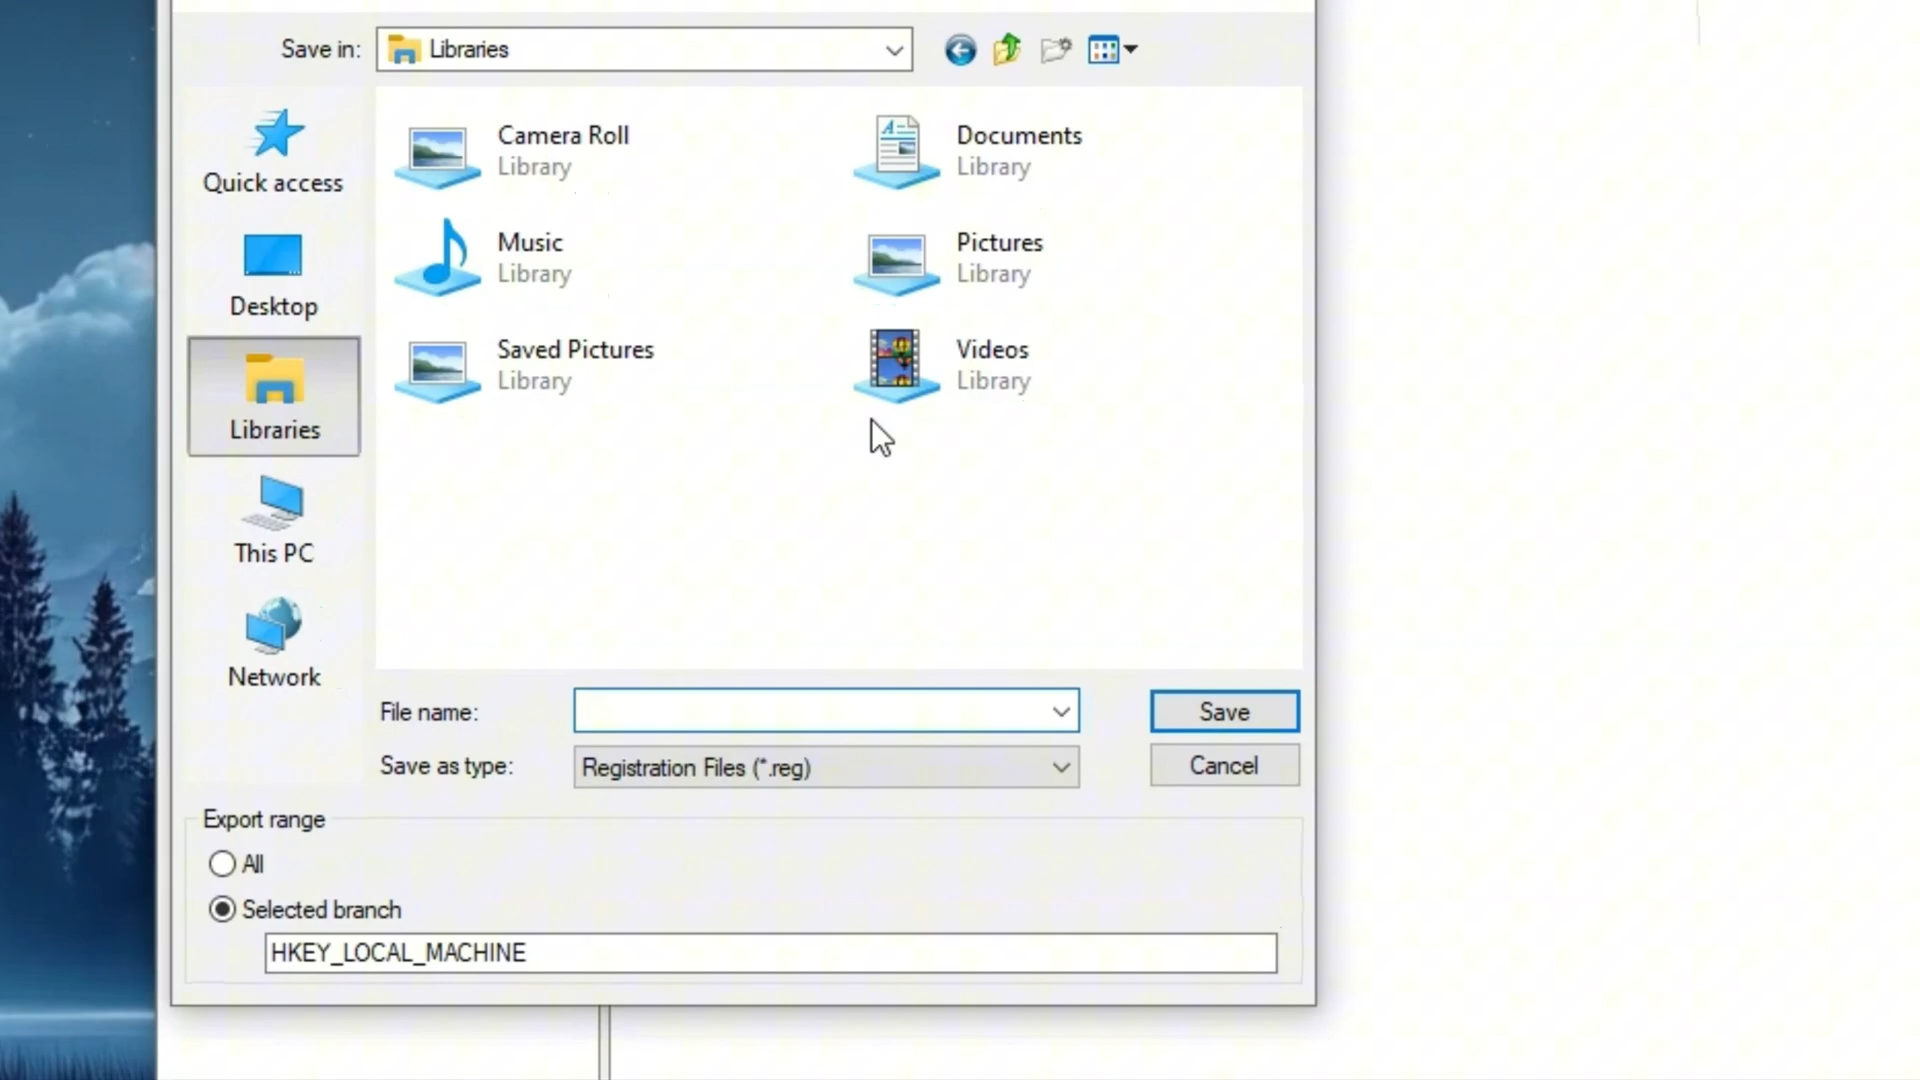 Save in:
Libraries
Quick access
Desktop
Libraries
This PC
Network
Camera Roll
Library
Documents
Library
Music
Library
Pictures
Library
Saved Pictures
Library
Videos
Library
File name:
Save
Save as type:
Registration Files (*.reg)
Cancel
Export range
All
Selected branch
HKEY_LOCAL_MACHINE